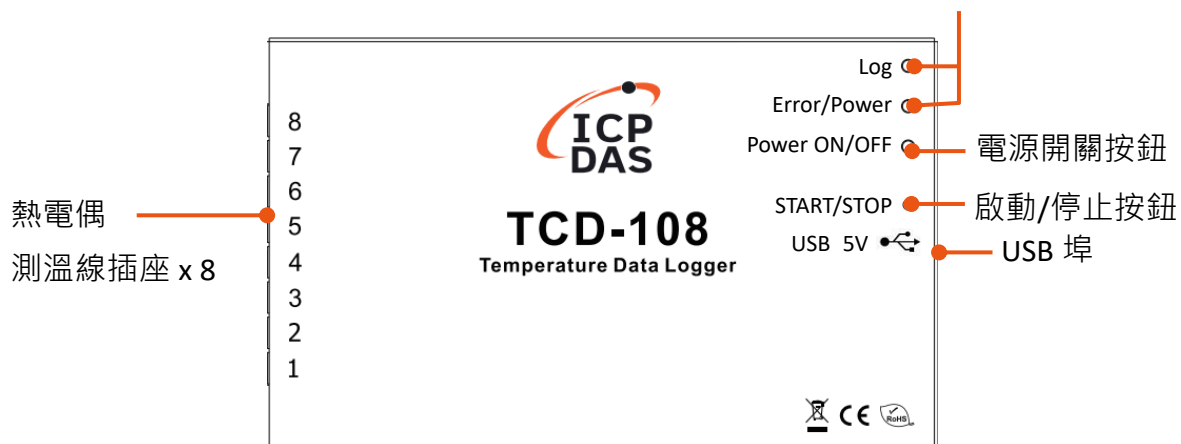 Log
Error/Power
Power ON/OFF
電源開關按鈕
START/STOP
啟動/停止按鈕
USB 5V
USB 埠
8
7
6
5
4
3
2
1
熱電偶
測溫線插座 x 8
ICP
DAS
TCD-108
Temperature Data Logger
CE
RoHS